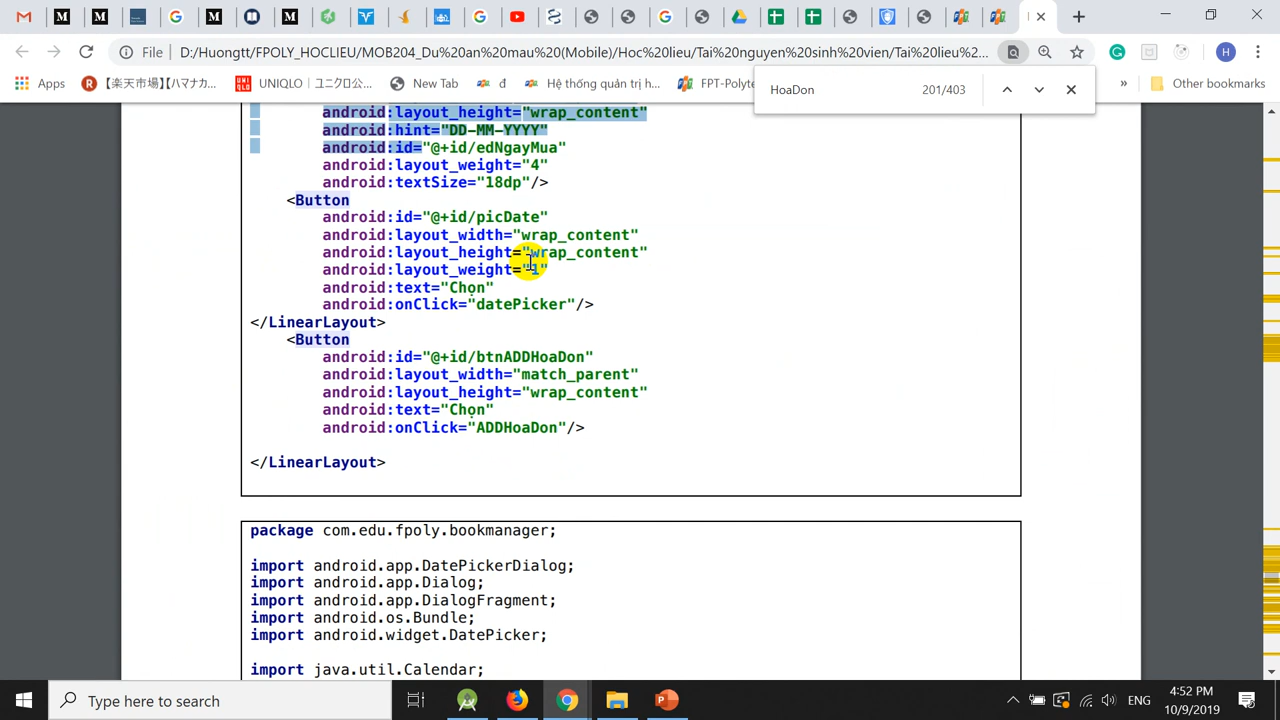 File
D:/Huongtt/FPOLY_HOCLIEU/MOB204_Du%20an%20mau%20(Mobile)/Hoc%20lieu/Tai%20nguyen%20sinh%20vien/Tai%20lieu%2...
H
Apps
【楽天市場】【ハマナカ...
UNIQLO | ユニクロ公...
New Tab
đ
Hệ thống quản trị h...
FPT-Polyte
»
Other bookmarks
HoaDon
201/403
android:layout_height="wrap_content"
android:hint="DD-MM-YYYY"
android:id="@+id/edNgayMua"
android:layout_weight="4"
android:textSize="18dp"/>
<Button
android:id="@+id/picDate"
android:layout_width="wrap_content"
android:layout_height="wrap_content"
android:layout_weight="1"
android:text="Chọn"
android:onClick="datePicker"/>
</LinearLayout>
<Button
android:id="@+id/btnADDHoaDon"
android:layout_width="match_parent"
android:layout_height="wrap_content"
android:text="Chọn"
android:onClick="ADDHoaDon"/>
</LinearLayout>
package com.edu.fpoly.bookmanager;
import android.app.DatePickerDialog;
import android.app.Dialog;
import android.app.DialogFragment;
import android.os.Bundle;
import android.widget.DatePicker;
import java.util.Calendar;
Type here to search
ENG
4:52 PM
10/9/2019